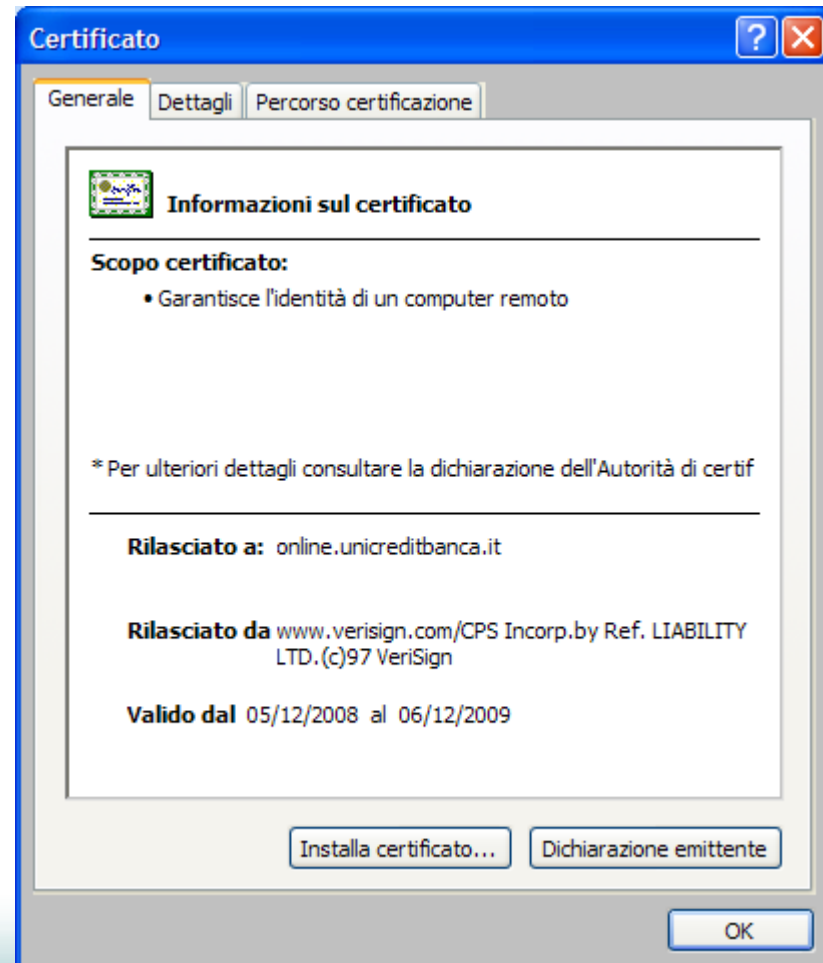 Certificato
Generale Dettagli Percorso certificazione
Informazioni sul certificato
Scopo certificato:
• Garantisce l'identità di un computer remoto
* Per ulteriori dettagli consultare la dichiarazione dell'Autorità di certif
Rilasciato a: online.unicreditbanca.it
Rilasciato da www.verisign.com/CPS Incorp.by Ref. LIABILITY
LTD.(c)97 VeriSign
Valido dal 05/12/2008 al 06/12/2009
Installa certificato... Dichiarazione emittente
OK